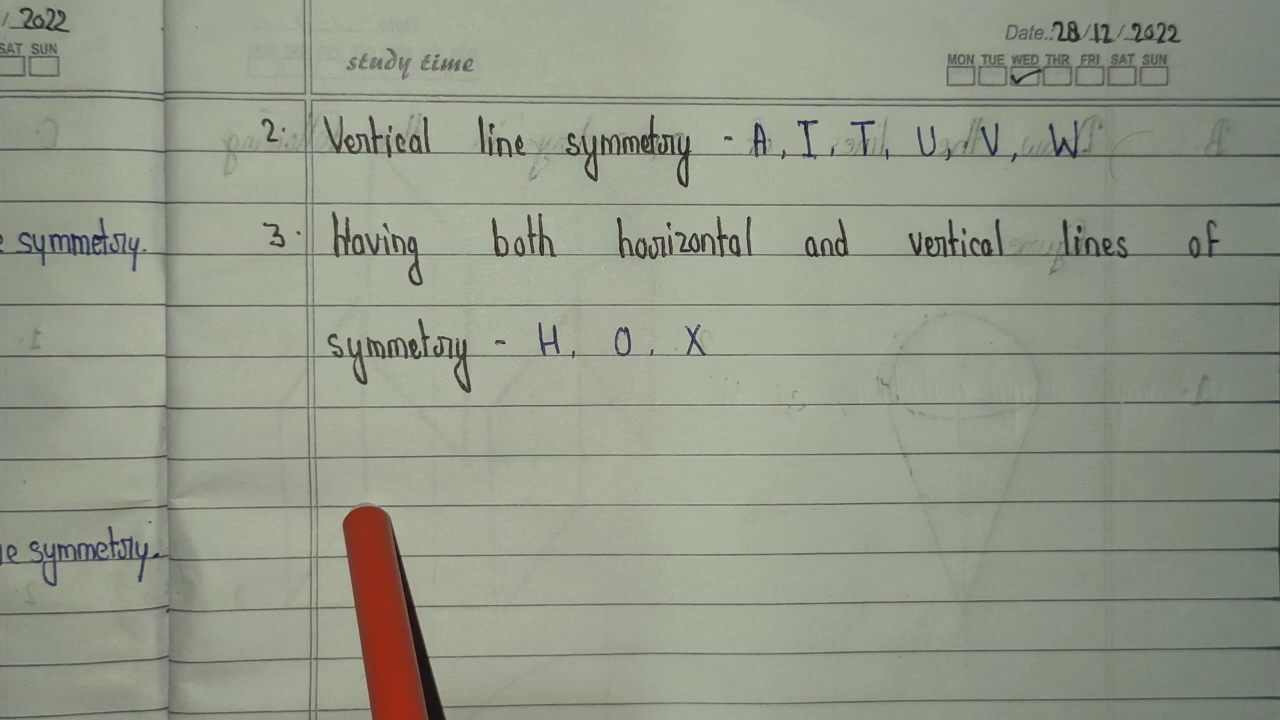 / 2022
SAT SUN
study time
Date.: 28/12/2022
MON TUE WED THR FRI SAT SUN
2. Vertical line symmetry - A, I, T, U, V, W
symmetry.
3. Having both horizontal and vertical lines of
symmetry - H, O, X
symmetry.